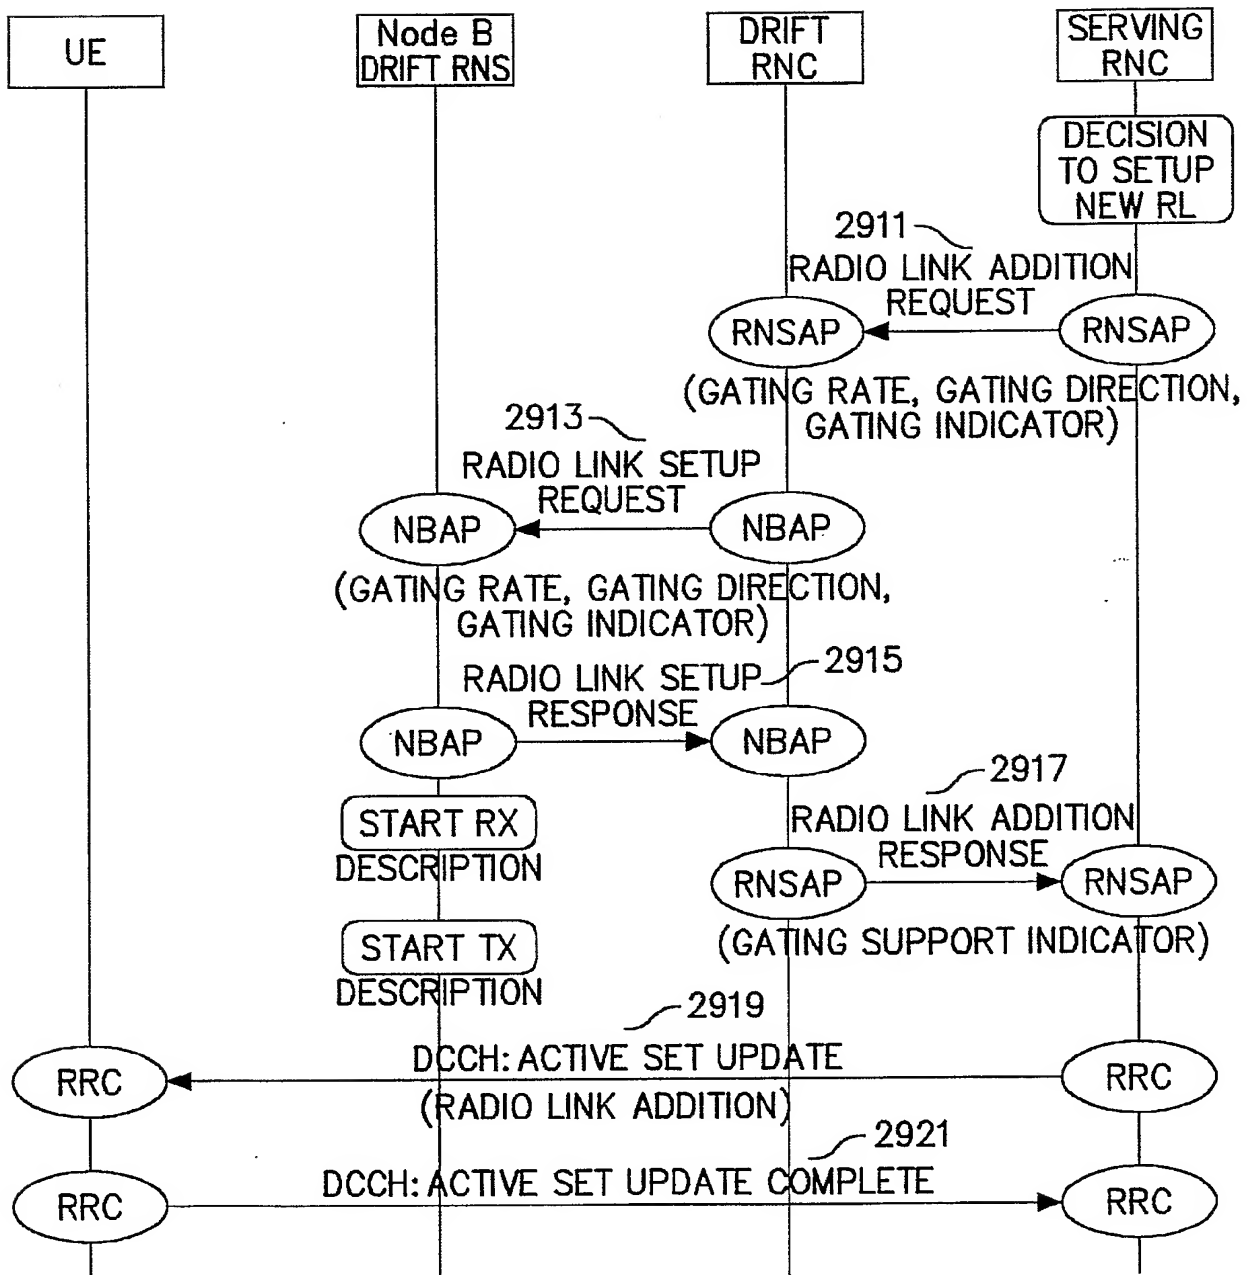 UE
Node B
DRIFT RNS
DRIFT
RNC
SERVING
RNC
DECISION
TO SETUP
NEW RL
2911
RADIO LINK ADDITION
REQUEST
RNSAP
RNSAP
(GATING RATE, GATING DIRECTION,
GATING INDICATOR)
2913
RADIO LINK SETUP
REQUEST
NBAP
NBAP
(GATING RATE, GATING DIRECTION,
GATING INDICATOR)
2915
RADIO LINK SETUP
RESPONSE
NBAP
NBAP
START RX
DESCRIPTION
2917
RADIO LINK ADDITION
RESPONSE
RNSAP
RNSAP
(GATING SUPPORT INDICATOR)
START TX
DESCRIPTION
2919
DCCH: ACTIVE SET UPDATE
RRC
RRC
(RADIO LINK ADDITION)
2921
DCCH: ACTIVE SET UPDATE COMPLETE
RRC
RRC